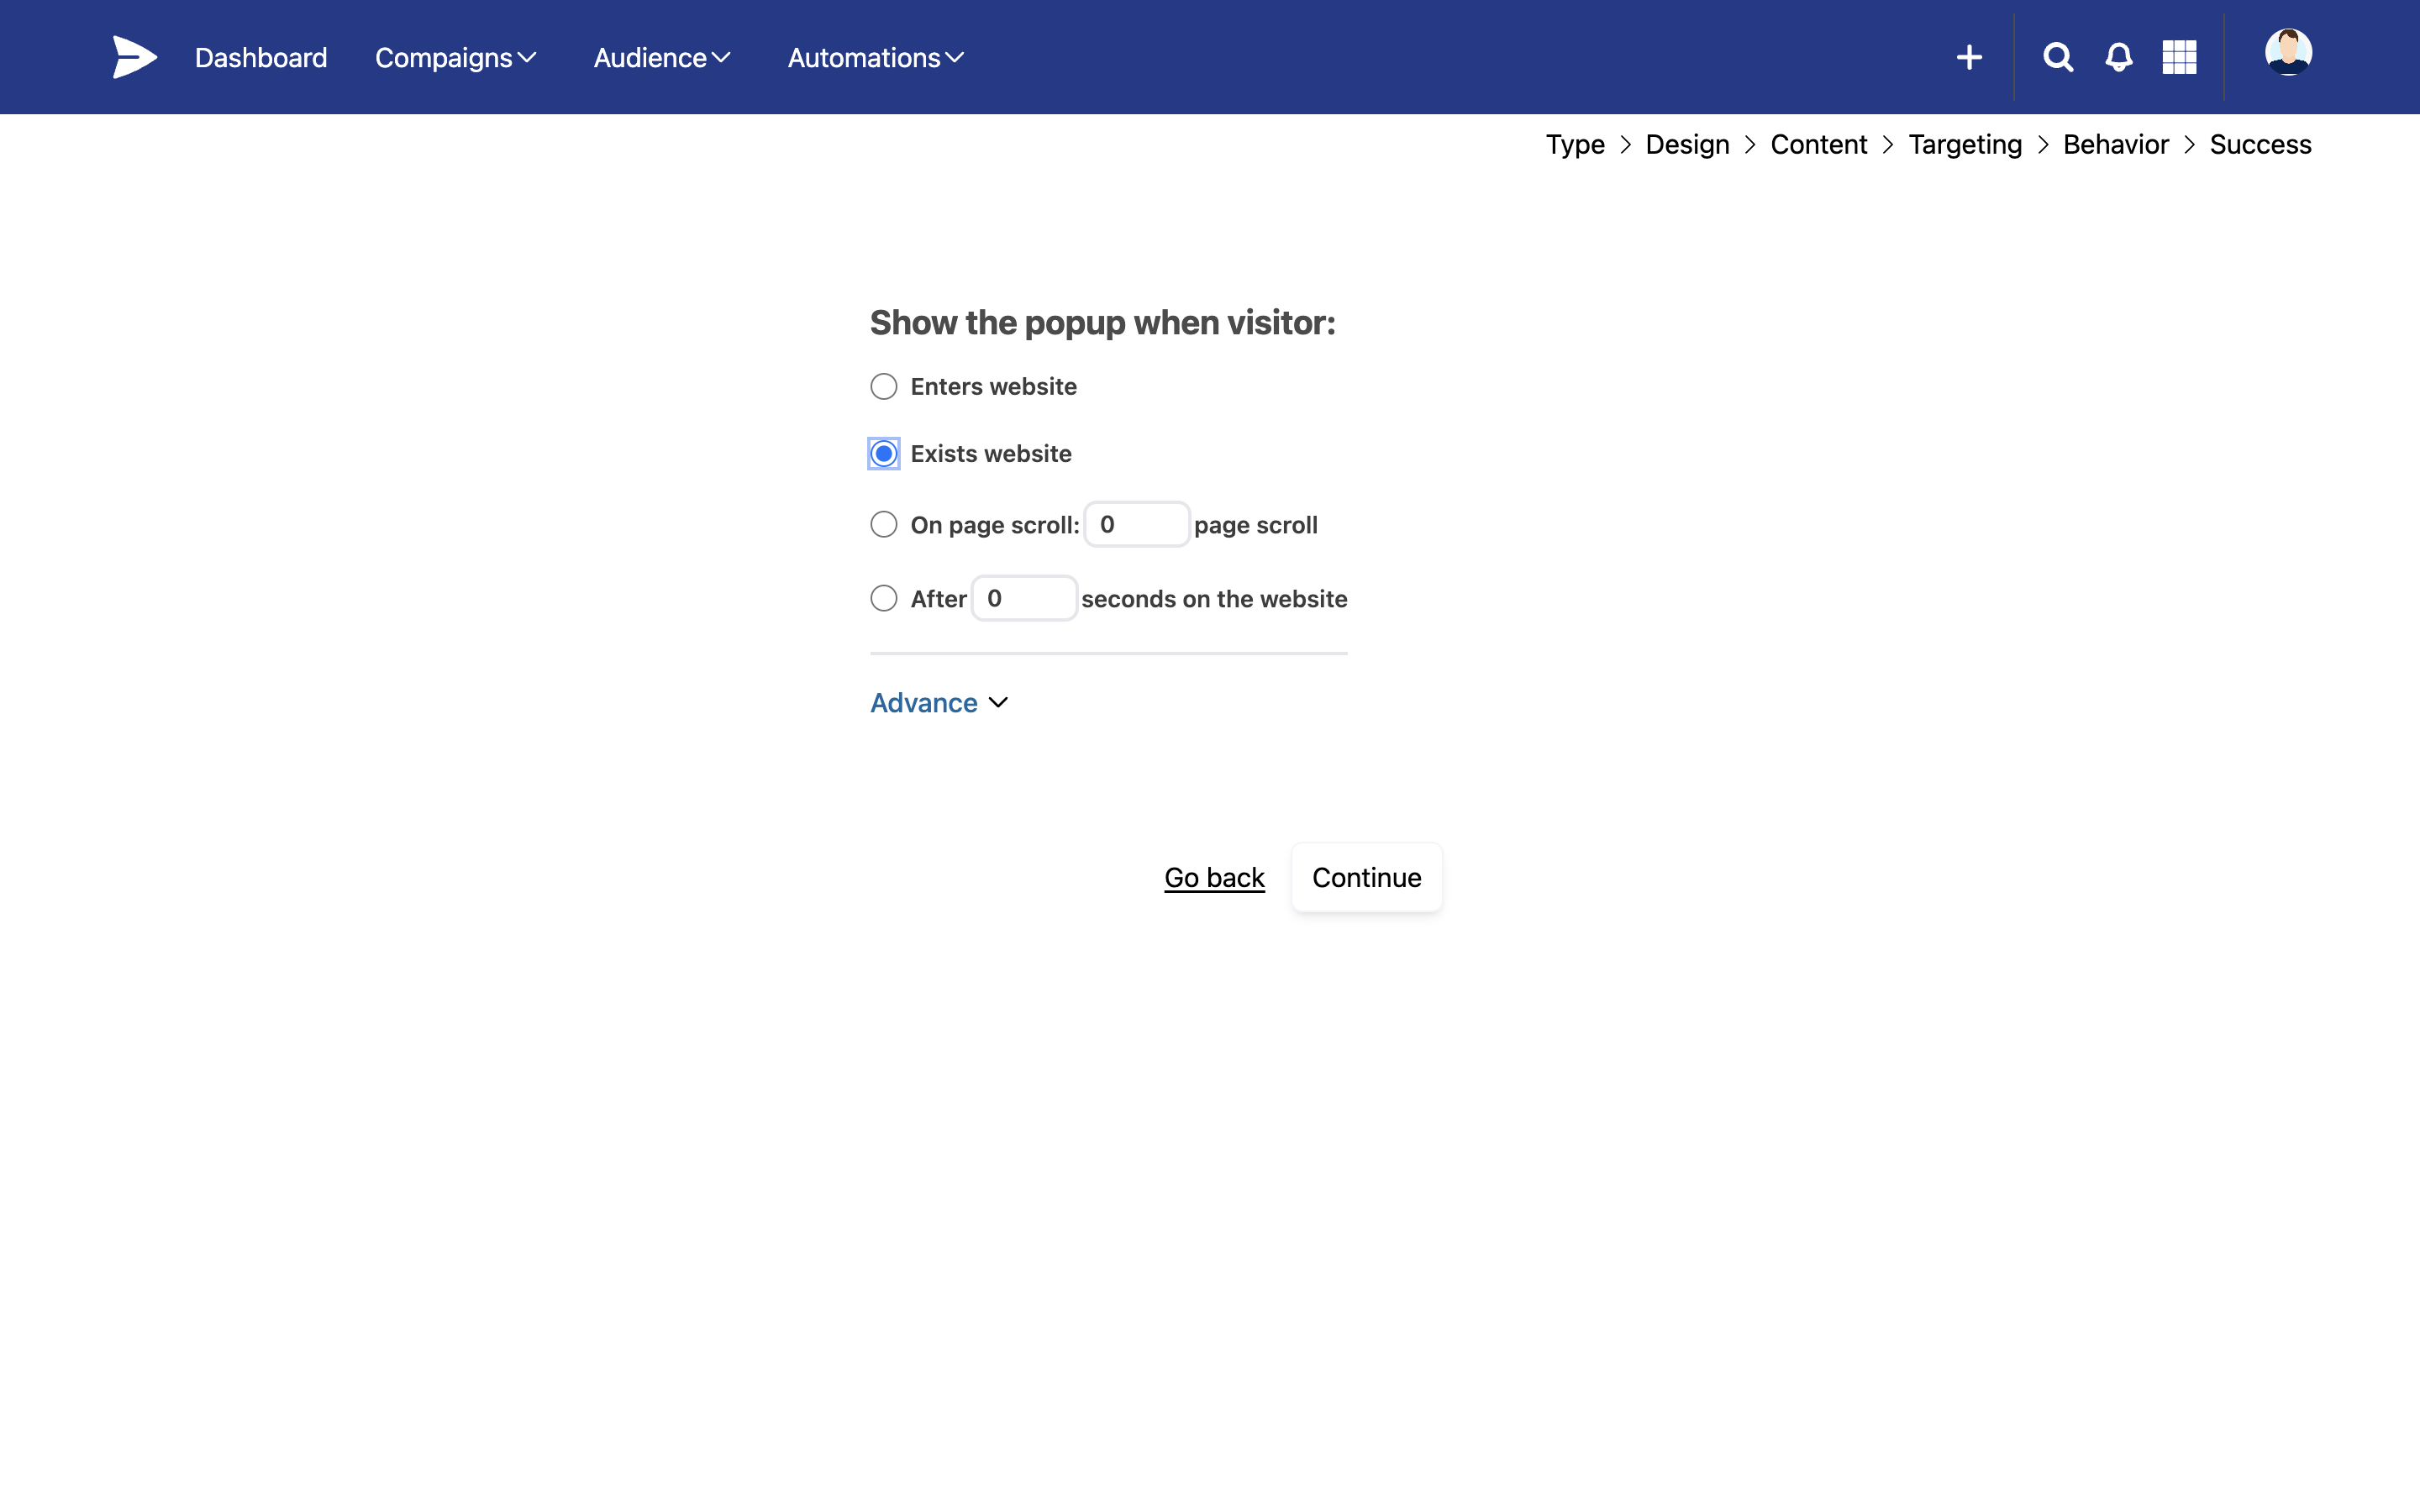 Dashboard Compaigns Audience Automations
Type > Design > Content > Targeting > Behavior > Success
Show the popup when visitor:
Enters website
Exists website
On page scroll: 0 page scroll
After 0 seconds on the website
Advance
Go back Continue